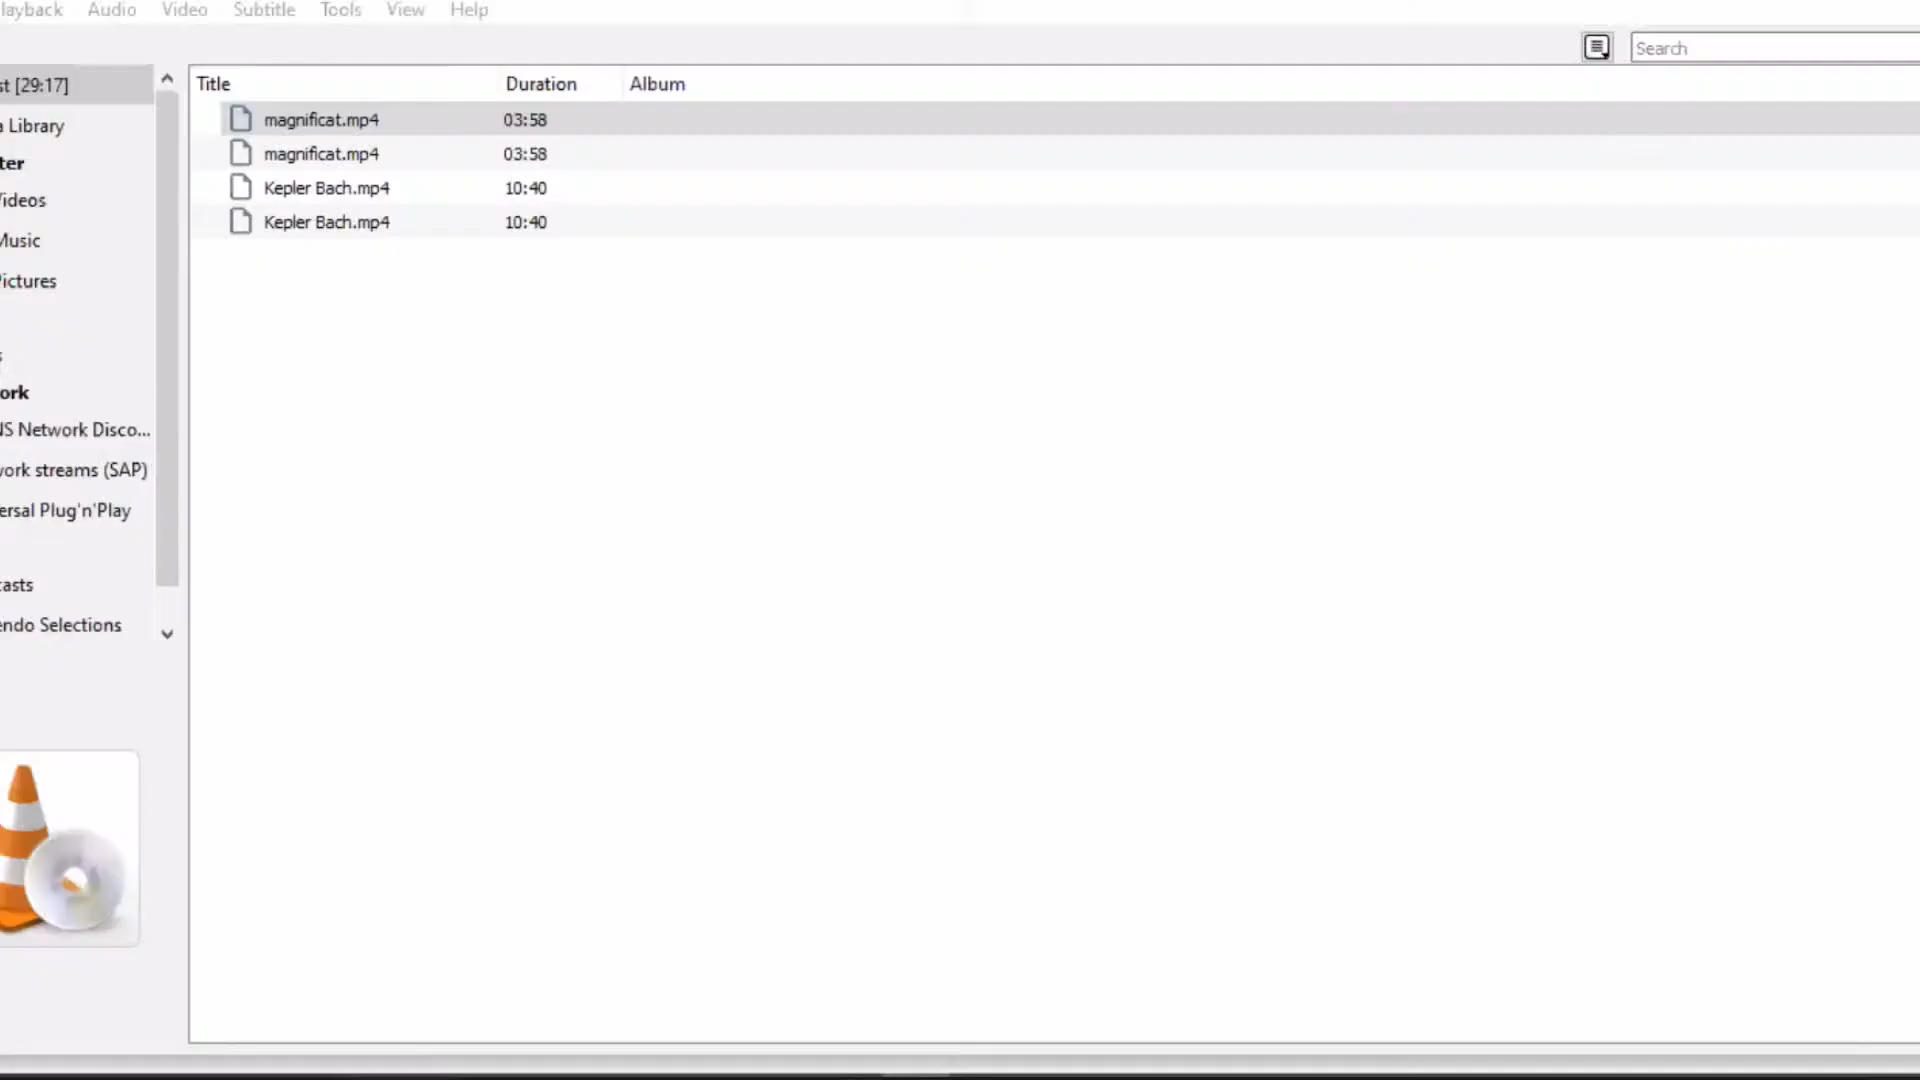 layback Audio Video Subtitle Tools View Help
Search
st [29:17]
a Library
ter
Videos
Music
Pictures
s
ork
NS Network Disco...
work streams (SAP)
ersal Plug'n'Play
casts
endo Selections
Title Duration Album
magnificat.mp4 03:58
magnificat.mp4 03:58
Kepler Bach.mp4 10:40
Kepler Bach.mp4 10:40